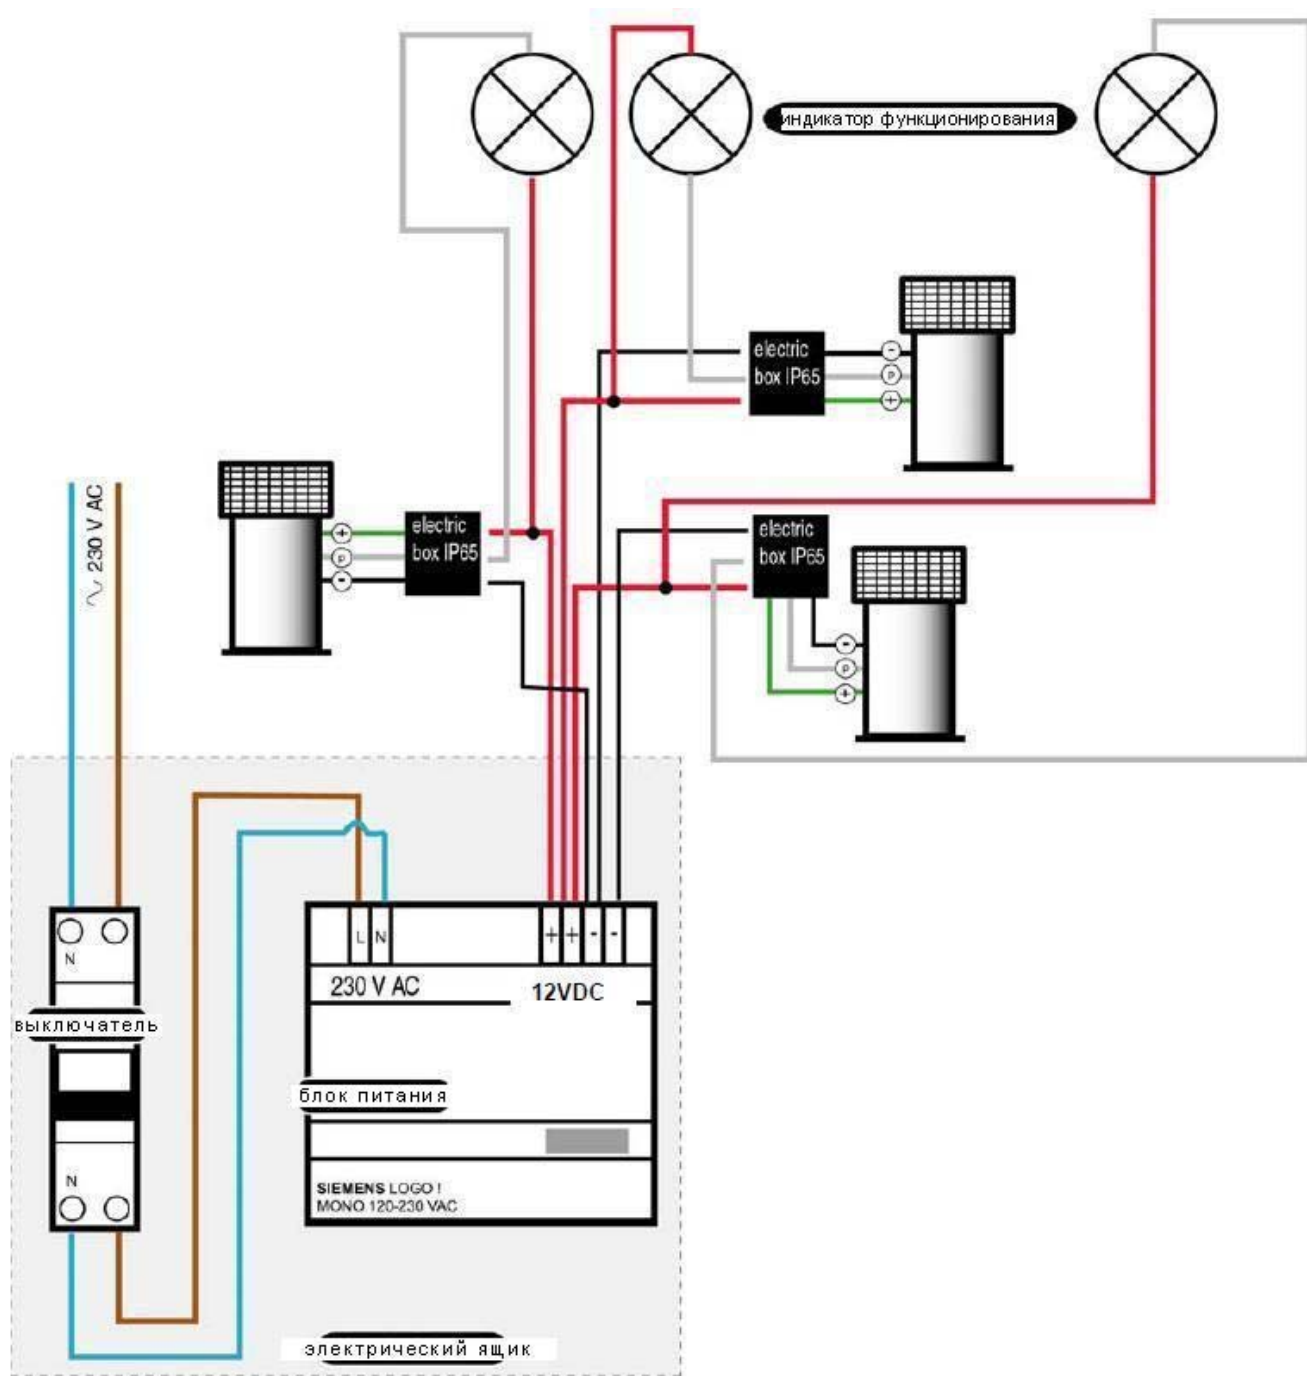 индикатор функционирования
electric
box IP65
-
P
+
electric
box IP65
+
P
-
electric
box IP65
-
P
+
230 V AC
L N
+ + - -
N
230 V AC
12VDC
выключатель
блок питания
N
SIEMENS LOGO !
MONO 120-230 VAC
электрический ящик